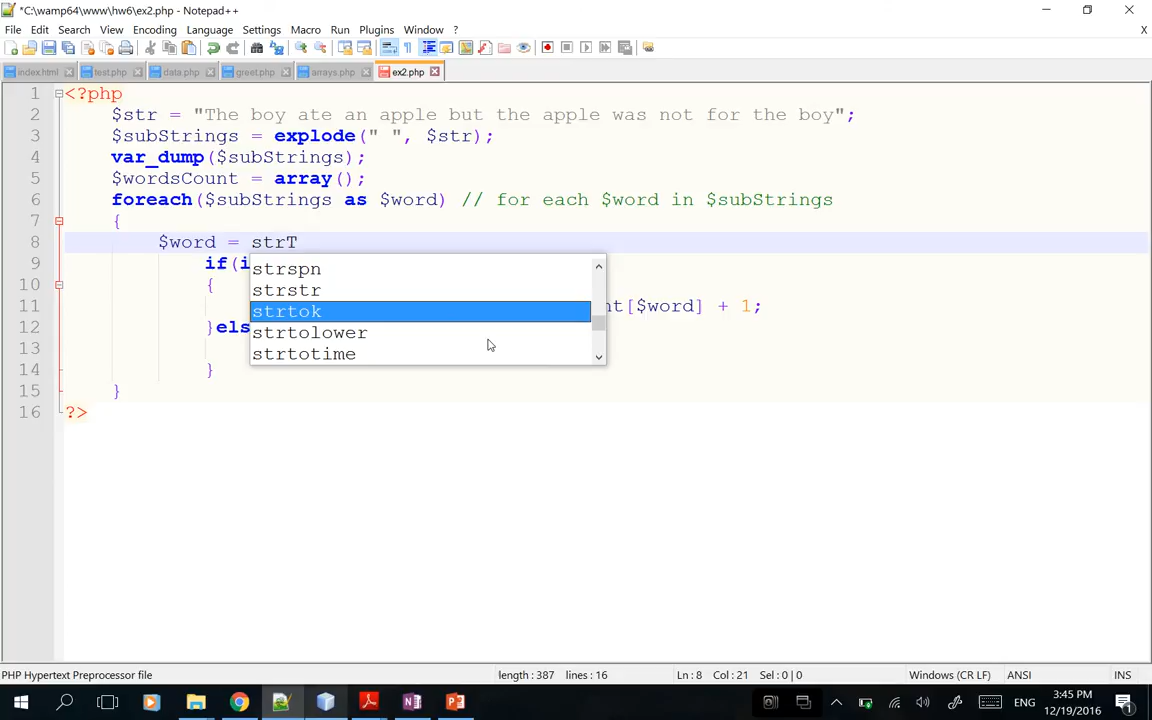 *C:\wamp64\www\hw6\ex2.php - Notepad++
File Edit Search View Encoding Language Settings Macro Run Plugins Window ? X
index.html test.php data.php greet.php arrays.php ex2.php
1 <?php
2 $str = "The boy ate an apple but the apple was not for the boy";
3 $subStrings = explode(" ", $str);
4 var_dump($subStrings);
5 $wordsCount = array();
6 foreach($subStrings as $word) // for each $word in $subStrings
7 {
8 $word = strT
9 if(i
strspn
10 {
strstr
11 nt[$word] + 1;
strtok
12 }els
strtolower
13
strtotime
14 }
15 }
16 ?>
PHP Hypertext Preprocessor file length : 387 lines : 16 Ln : 8 Col : 21 Sel : 0 | 0 Windows (CR LF) ANSI INS
ENG
3:45 PM
12/19/2016